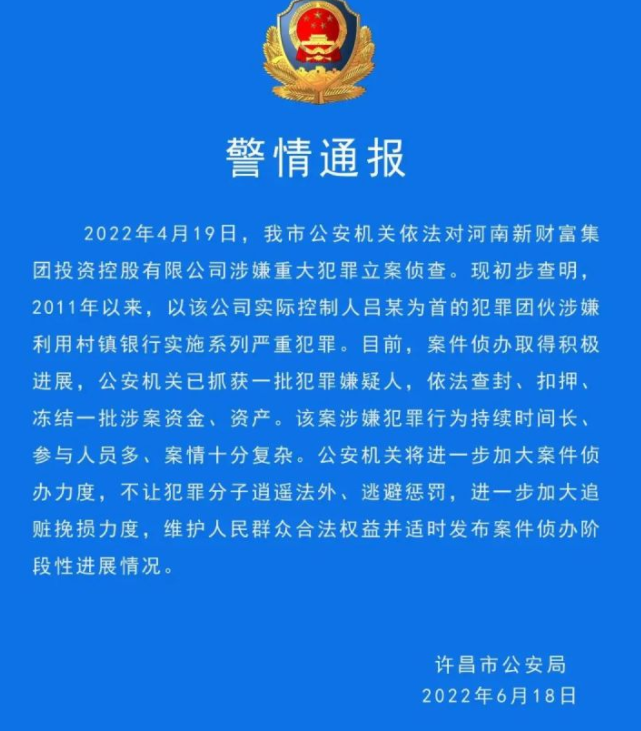 警情通报
2022年4月19日，我市公安机关依法对河南新财富集
团投资控股有限公司涉嫌重大犯罪立案侦查。现初步查明，
2011年以来，以该公司实际控制人吕某为首的犯罪团伙涉嫌
利用村镇银行实施系列严重犯罪。目前，案件侦办取得积极
进展，公安机关已抓获一批犯罪嫌疑人，依法查封、扣押、
冻结一批涉案资金、资产。该案涉嫌犯罪行为持续时间长、
参与人员多、案情十分复杂。公安机关将进一步加大案件侦
办力度，不让犯罪分子逍遥法外、逃避惩罚，进一步加大追
赃挽损力度，维护人民群众合法权益并适时发布案件侦办阶
段性进展情况。
许昌市公安局
2022年6月18日